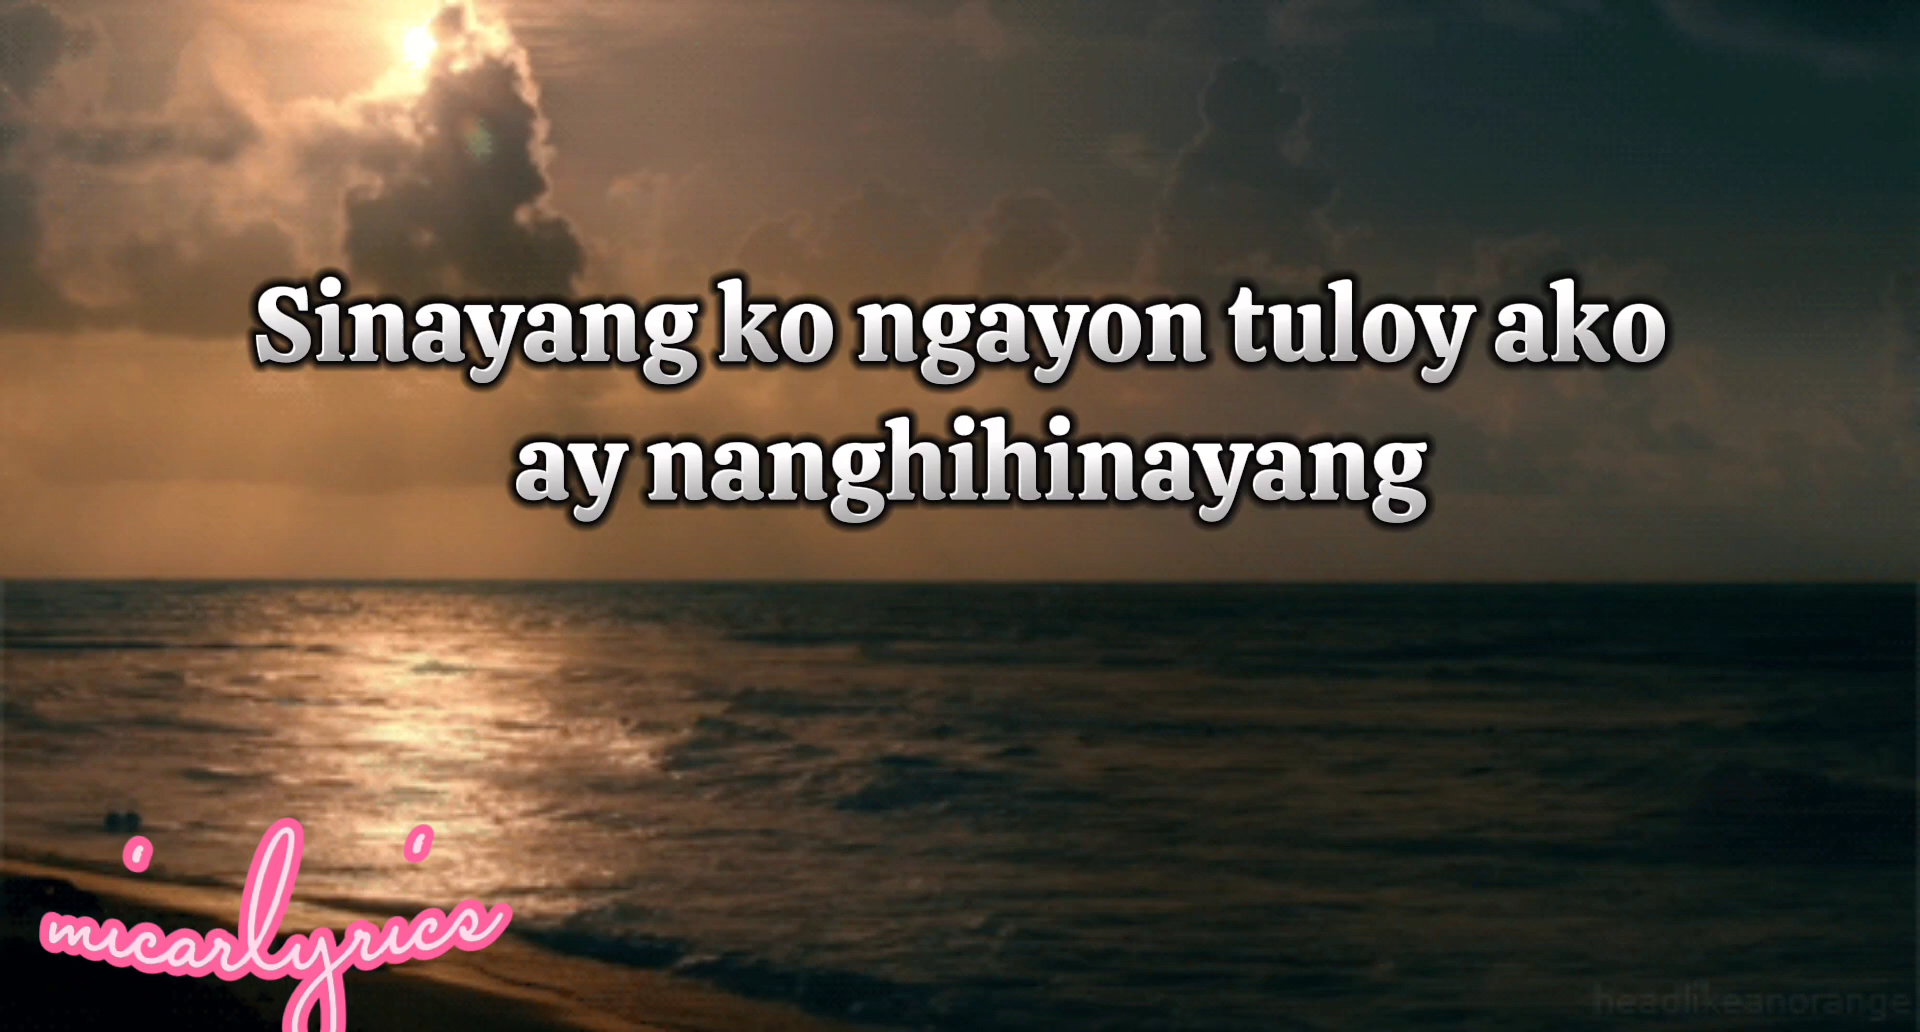 Sinayang ko ngayon tuloy ako
ay nanghihinayang
micarlyrics
headlikeanorange